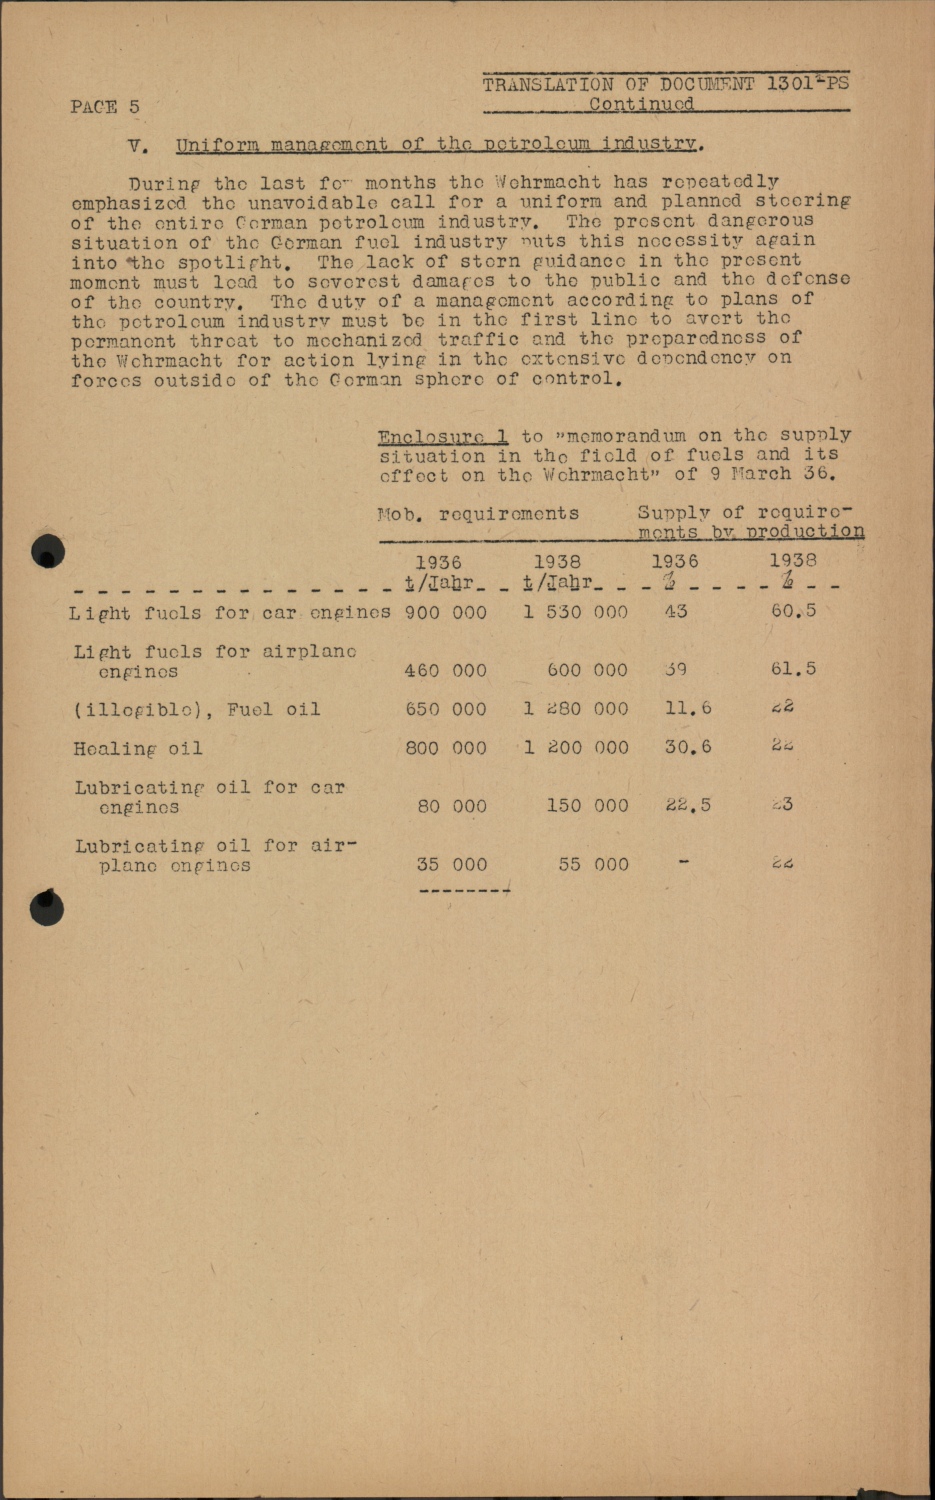 TRANSLATION OF DOCUMENT 1301-PS
PAGE 5 Continued
V. Uniform management of the petroleum industry.
During the last few months the Wehrmacht has repeatedly
emphasized the unavoidable call for a uniform and planned steering
of the entire German petroleum industry. The present dangerous
situation of the German fuel industry puts this necessity again
into the spotlight. The lack of stern guidance in the present
moment must lead to severest damages to the public and the defense
of the country. The duty of a management according to plans of
the petroleum industry must be in the first line to avert the
permanent threat to mechanized traffic and the preparedness of
the Wehrmacht for action lying in the extensive dependency on
forces outside of the German sphere of control.
Enclosure 1 to "memorandum on the supply
situation in the field of fuels and its
effect on the Wehrmacht" of 9 March 36.
Mob. requirements Supply of require-
ments by production
1936 1938 1936 1938
t/Jahr t/Jahr % %
Light fuels for car engines 900 000 1 530 000 43 60.5
Light fuels for airplane
engines 460 000 600 000 39 61.5
(illegible), Fuel oil 650 000 1 280 000 11.6 22
Healing oil 800 000 1 200 000 30.6 22
Lubricating oil for car
engines 80 000 150 000 22.5 23
Lubricating oil for air-
plane engines 35 000 55 000 - 22
--------